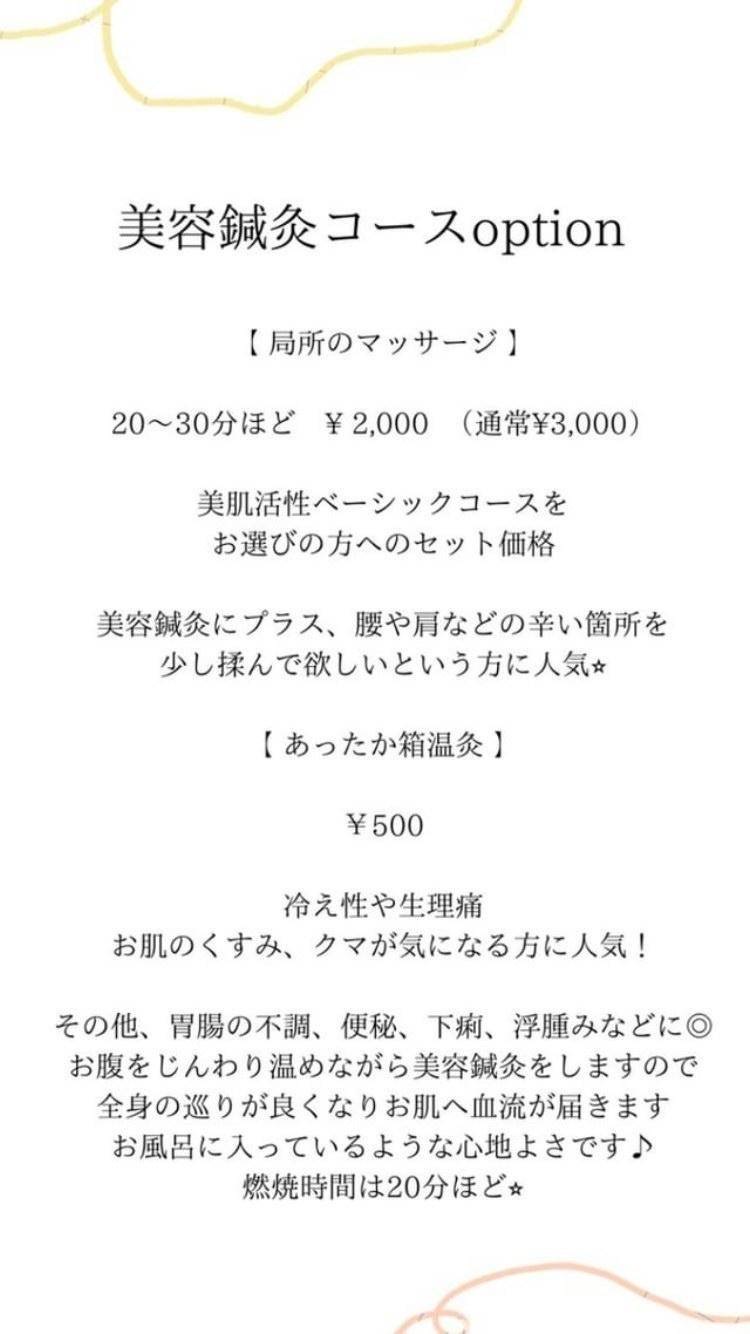 美容鍼灸コースoption
【 局所のマッサージ 】
20〜30分ほど　¥ 2,000　（通常¥3,000）
美肌活性ベーシックコースを
お選びの方へのセット価格
美容鍼灸にプラス、腰や肩などの辛い箇所を
少し揉んで欲しいという方に人気⭐︎
【 あったか箱温灸 】
¥500
冷え性や生理痛
お肌のくすみ、クマが気になる方に人気！
その他、胃腸の不調、便秘、下痢、浮腫みなどに◎
お腹をじんわり温めながら美容鍼灸をしますので
全身の巡りが良くなりお肌へ血流が届きます
お風呂に入っているような心地よさです♪
燃焼時間は20分ほど⭐︎